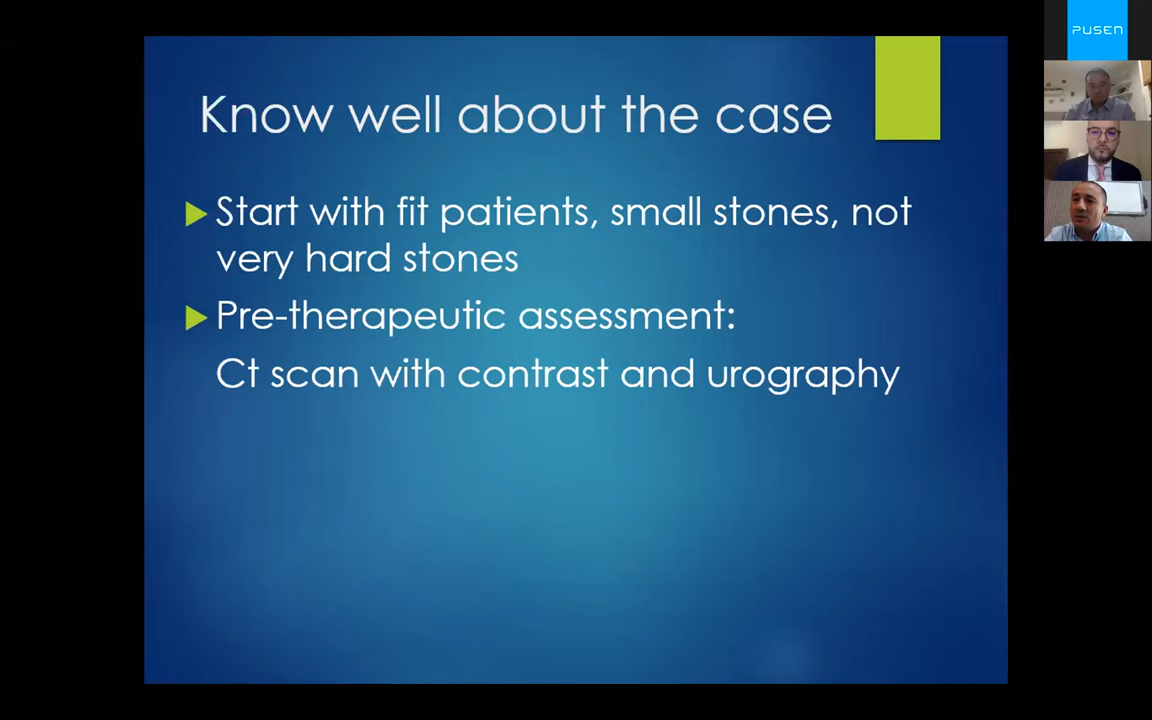 PUSEN
Know well about the case
Start with fit patients, small stones, not
very hard stones
Pre-therapeutic assessment:
Ct scan with contrast and urography